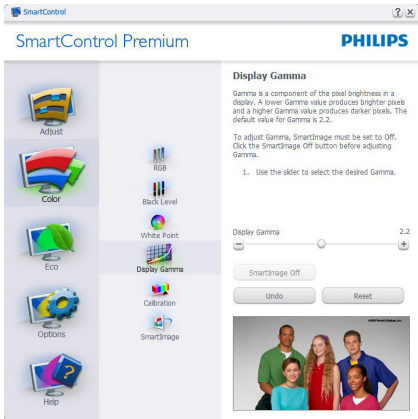 SmartControl
SmartControl Premium
PHILIPS
Adjust
Color
Eco
Options
Help
RGB
Black Level
White Point
Display Gamma
Calibration
SmartImage
Display Gamma
Gamma is a component of the pixel brightness in a
display. A lower Gamma value produces brighter pixels
and a higher Gamma value produces darker pixels. The
default value for Gamma is 2.2.
To adjust Gamma, SmartImage must be set to Off.
Click the SmartImage Off button before adjusting
Gamma.
1. Use the slider to select the desired Gamma.
Display Gamma 2.2
SmartImage Off
Undo Reset